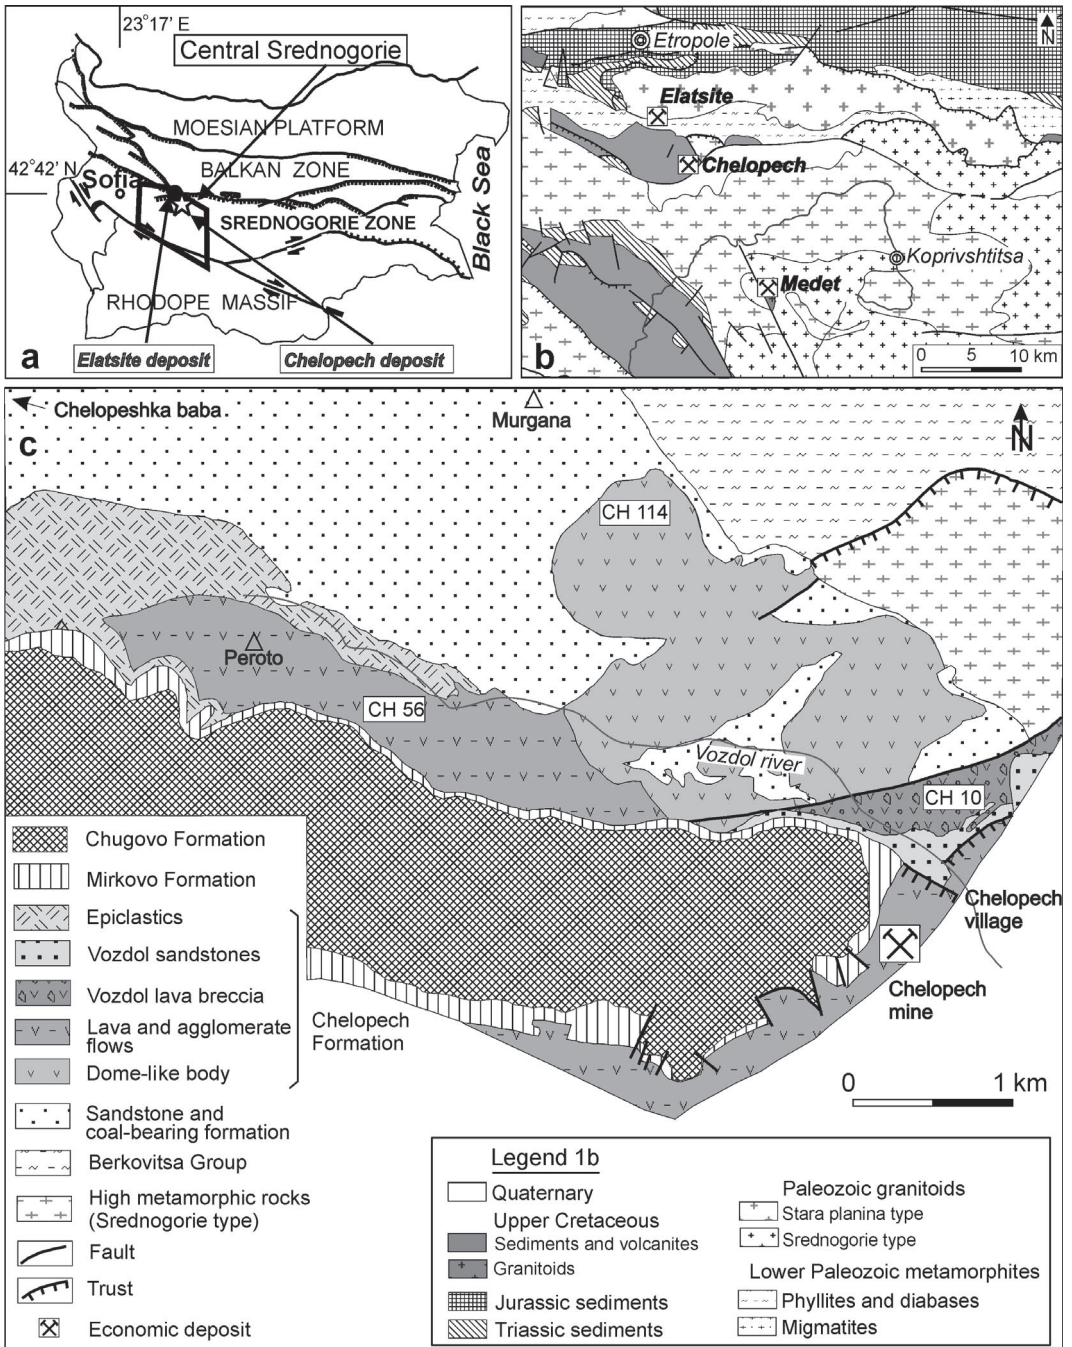 23°17' E
Central Srednogorie
MOESIAN PLATFORM
42°42' N
BALKAN ZONE
Sofia
SREDNOGORIE ZONE
Black Sea
RHODOPE MASSIF
a
Elatsite deposit
Chelopech deposit
N
Etropole
Elatsite
Chelopech
Koprivshtitsa
Medet
b
0 5 10 km
Chelopeshka baba
c
Murgana
N
CH 114
Peroto
CH 56
Vozdol river
CH 10
Chelopech
village
Chelopech
mine
0 1 km
Chugovo Formation
Mirkovo Formation
Epiclastics
Vozdol sandstones
Vozdol lava breccia
Lava and agglomerate
flows
Dome-like body
Chelopech
Formation
Sandstone and
coal-bearing formation
Berkovitsa Group
High metamorphic rocks
(Srednogorie type)
Fault
Trust
Economic deposit
Legend 1b
Quaternary
Upper Cretaceous
Sediments and volcanites
Granitoids
Jurassic sediments
Triassic sediments
Paleozoic granitoids
Stara planina type
Srednogorie type
Lower Paleozoic metamorphites
Phyllites and diabases
Migmatites